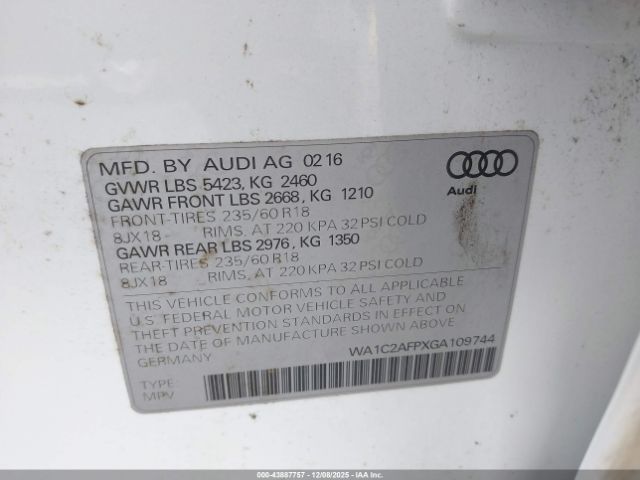 MFD. BY AUDI AG 02 16
GVWR LBS 5423, KG 2460
GAWR FRONT LBS 2668, KG 1210
FRONT-TIRES 235/60 R18
8JX18 RIMS, AT 220 KPA 32 PSI COLD
GAWR REAR LBS 2976, KG 1350
REAR-TIRES 235/60 R18
8JX18 RIMS, AT 220 KPA 32 PSI COLD
Audi
THIS VEHICLE CONFORMS TO ALL APPLICABLE
U.S. FEDERAL MOTOR VEHICLE SAFETY AND
THEFT PREVENTION STANDARDS IN EFFECT ON
THE DATE OF MANUFACTURE SHOWN ABOVE.
GERMANY
WA1C2AFPXGA109744
TYPE:
MPV
00-43887757 - 12/08/2025 - IAAI.COM